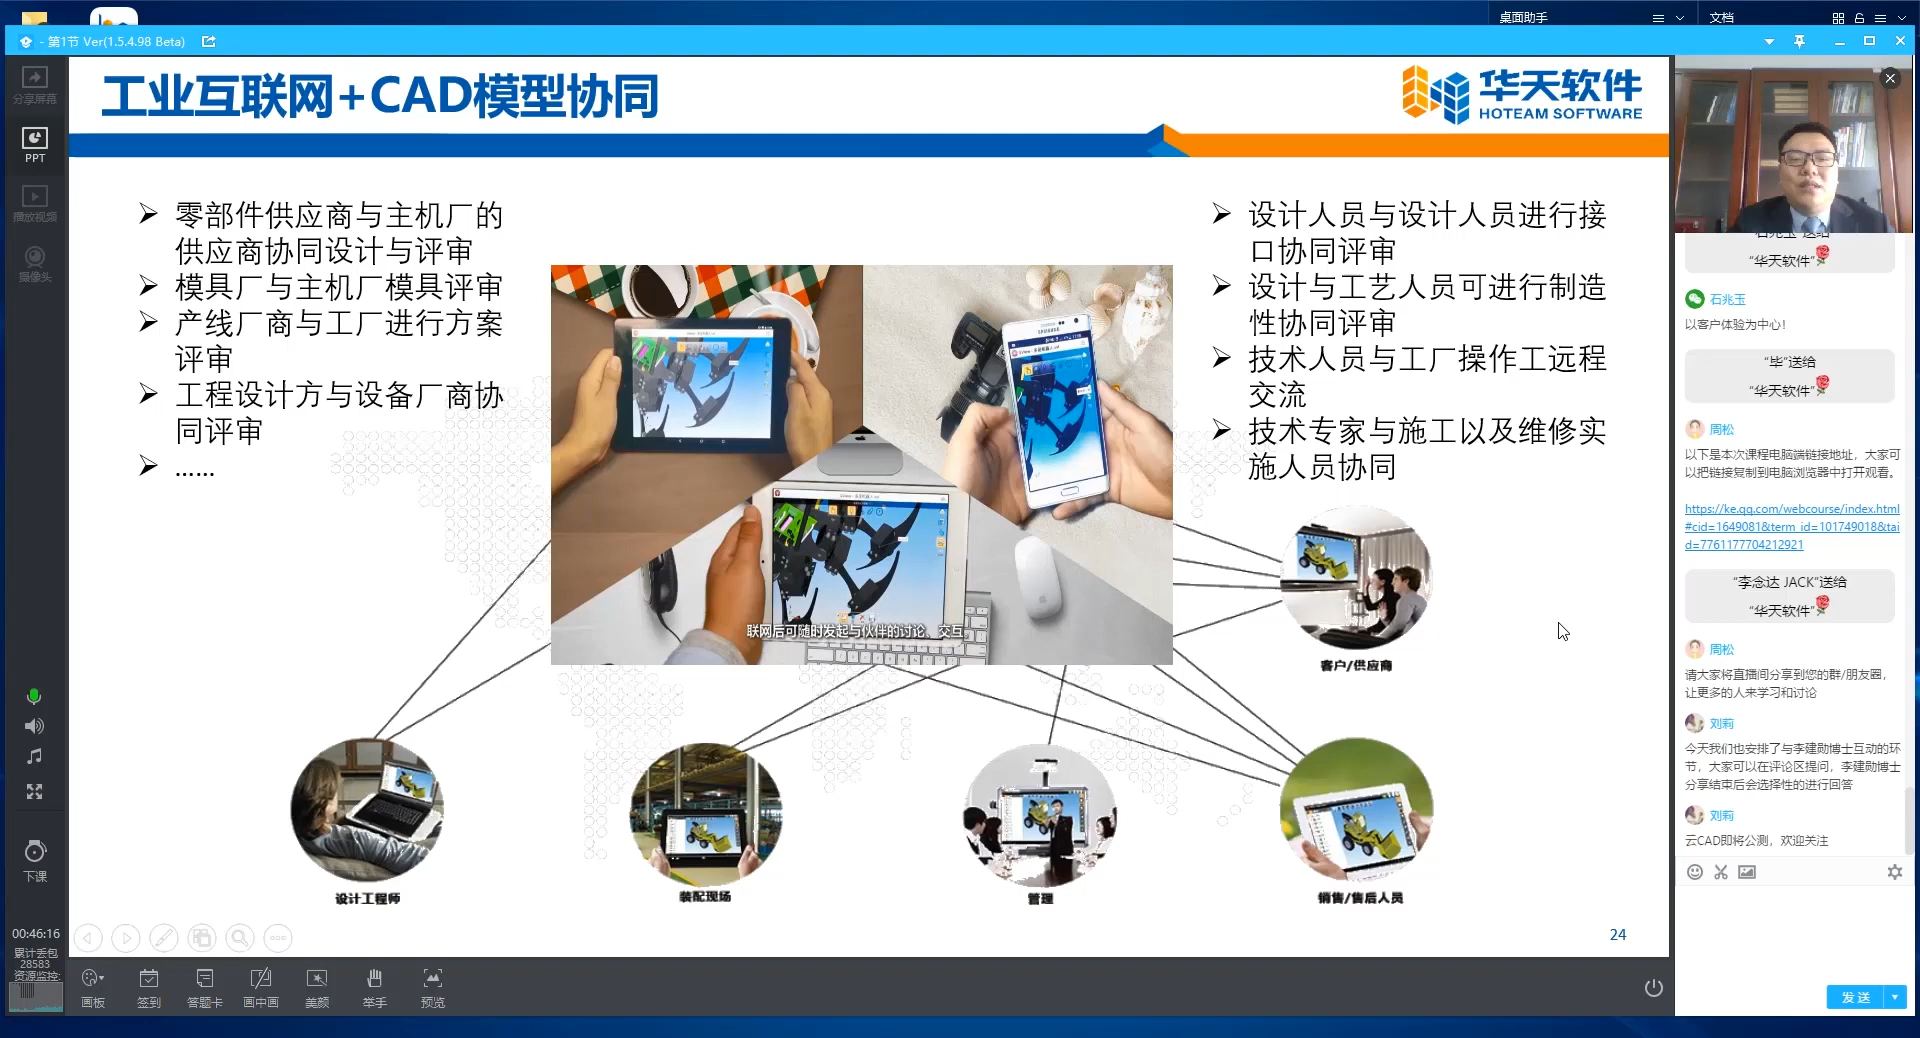 桌面助手
文档
- 第1节 Ver(1.5.4.98 Beta)
分享屏幕
PPT
播放视频
摄像头
下课
00:46:16
累计丢包
28583
资源监控:
工业互联网+CAD模型协同
华天软件
HOTEAM SOFTWARE
零部件供应商与主机厂的
供应商协同设计与评审
模具厂与主机厂模具评审
产线厂商与工厂进行方案
评审
工程设计方与设备厂商协
同评审
……
设计人员与设计人员进行接
口协同评审
设计与工艺人员可进行制造
性协同评审
技术人员与工厂操作工远程
交流
技术专家与施工以及维修实
施人员协同
SAMSUNG
联网后可随时发起与伙伴的讨论、交互
客户/供应商
设计工程师
装配现场
管理
销售/售后人员
24
画板
签到
答题卡
画中画
美颜
举手
预览
石兆玉"送给
"华天软件"
石兆玉
以客户体验为中心!
"毕"送给
"华天软件"
周松
以下是本次课程电脑端链接地址，大家可
以把链接复制到电脑浏览器中打开观看。
https://ke.qq.com/webcourse/index.html
#cid=1649081&term_id=101749018&tai
d=7761177704212921
"李念达 JACK"送给
"华天软件"
周松
请大家将直播间分享到您的群/朋友圈，
让更多的人来学习和讨论
刘莉
今天我们也安排了与李建勋博士互动的环
节，大家可以在评论区提问，李建勋博士
分享结束后会选择性的进行回答
刘莉
云CAD即将公测，欢迎关注
发送